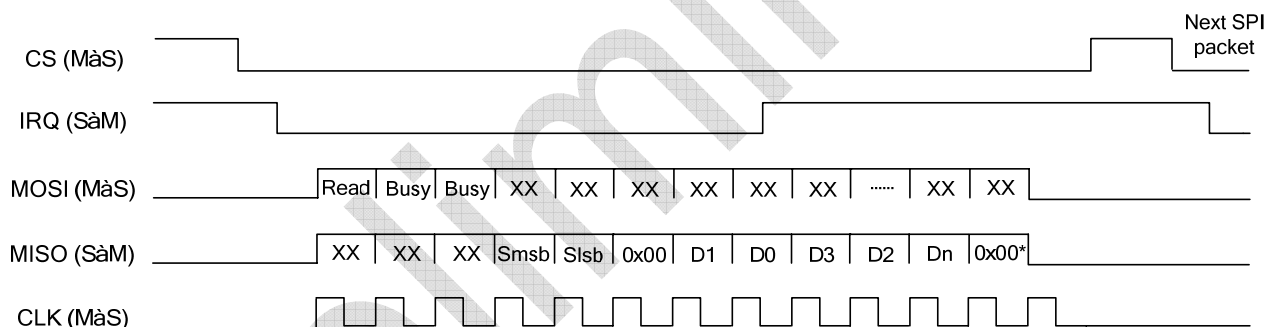 Next SPI
packet
CS (MàS)
IRQ (SàM)
MOSI (MàS) Read Busy Busy XX XX XX XX XX XX ...... XX XX
MISO (SàM) XX XX XX Smsb Slsb 0x00 D1 D0 D3 D2 Dn 0x00*
CLK (MàS)